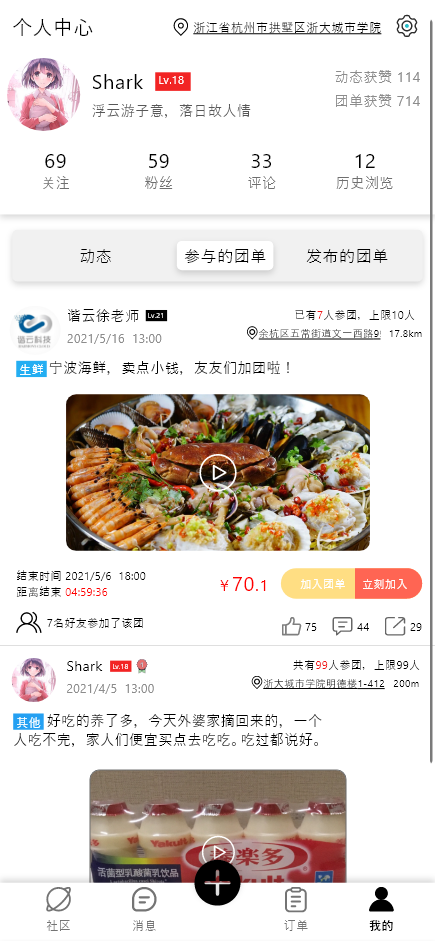 个人中心
浙江省杭州市拱墅区浙大城市学院
Shark Lv.18
浮云游子意，落日故人情
动态获赞 114
团单获赞 714
69 59 33 12
关注 粉丝 评论 历史浏览
动态 参与的团单 发布的团单
谐云徐老师 Lv.21
2021/5/16 13:00
已有7人参团，上限10人
余杭区五常街道文一西路9 17.8km
谐云科技
生鲜 宁波海鲜，卖点小钱，友友们加团啦！
结束时间 2021/5/6 18:00
距离结束 04:59:36
￥70.1
加入团单 立刻加入
7名好友参加了该团
75 44 29
Shark Lv.18
2021/4/5 13:00
共有99人参团，上限99人
浙大城市学院明德楼1-412 200m
其他 好吃的养了多，今天外婆家摘回来的，一个
人吃不完，家人们便宜买点去吃吃。吃过都说好。
Yakult
養樂多
社区 消息 订单 我的